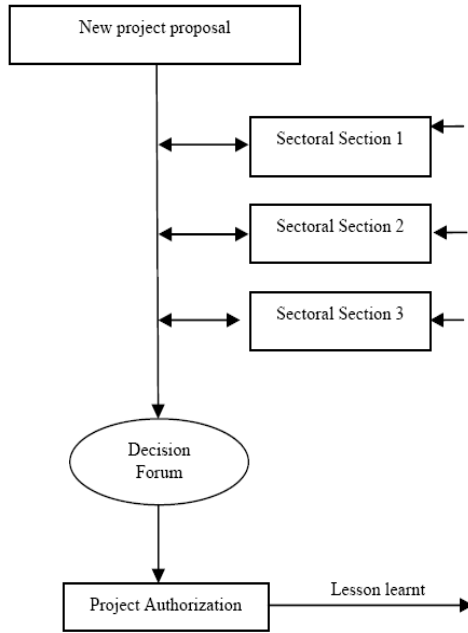 New project proposal
Sectoral Section 1
Sectoral Section 2
Sectoral Section 3
Decision
Forum
Lesson learnt
Project Authorization